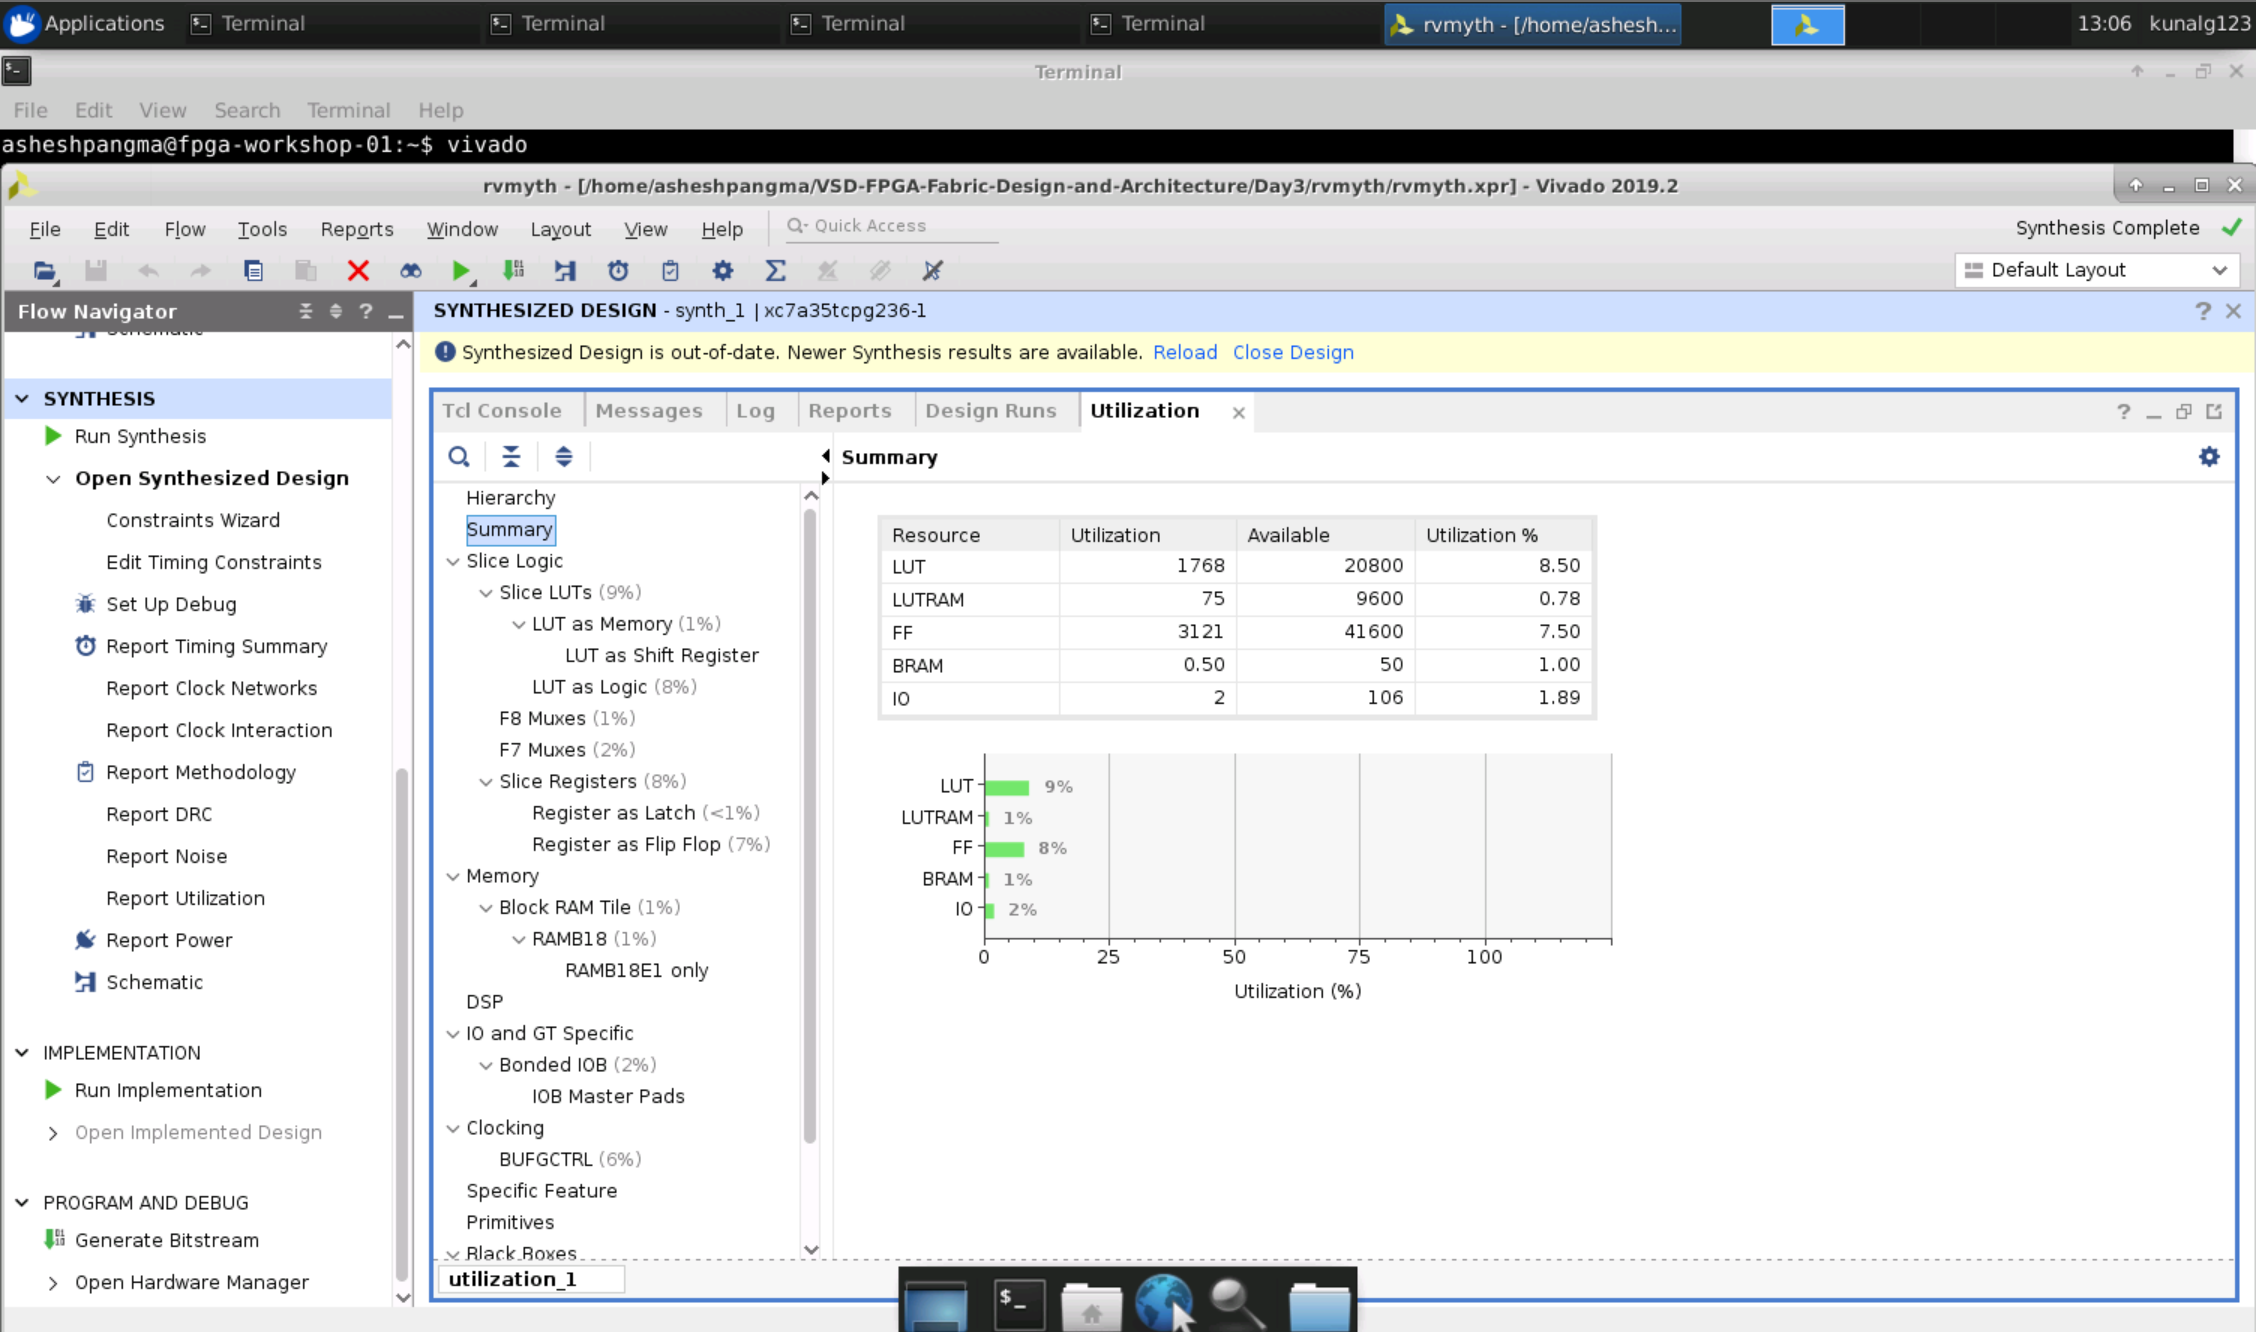 Applications Terminal Terminal Terminal Terminal rvmyth - [/home/ashesh... 13:06 kunalg123
Terminal
File Edit View Search Terminal Help
asheshpangma@fpga-workshop-01:~$ vivado
rvmyth - [/home/asheshpangma/VSD-FPGA-Fabric-Design-and-Architecture/Day3/rvmyth/rvmyth.xpr] - Vivado 2019.2
File Edit Flow Tools Reports Window Layout View Help Quick Access Synthesis Complete
Default Layout
Flow Navigator
Schematic
SYNTHESIS
Run Synthesis
Open Synthesized Design
Constraints Wizard
Edit Timing Constraints
Set Up Debug
Report Timing Summary
Report Clock Networks
Report Clock Interaction
Report Methodology
Report DRC
Report Noise
Report Utilization
Report Power
Schematic
IMPLEMENTATION
Run Implementation
Open Implemented Design
PROGRAM AND DEBUG
Generate Bitstream
Open Hardware Manager
SYNTHESIZED DESIGN - synth_1 | xc7a35tcpg236-1
Synthesized Design is out-of-date. Newer Synthesis results are available. Reload Close Design
Tcl Console Messages Log Reports Design Runs Utilization
Hierarchy
Summary
Slice Logic
Slice LUTs (9%)
LUT as Memory (1%)
LUT as Shift Register
LUT as Logic (8%)
F8 Muxes (1%)
F7 Muxes (2%)
Slice Registers (8%)
Register as Latch (<1%)
Register as Flip Flop (7%)
Memory
Block RAM Tile (1%)
RAMB18 (1%)
RAMB18E1 only
DSP
IO and GT Specific
Bonded IOB (2%)
IOB Master Pads
Clocking
BUFGCTRL (6%)
Specific Feature
Primitives
Black Boxes
utilization_1
Summary
Resource Utilization Available Utilization %
LUT 1768 20800 8.50
LUTRAM 75 9600 0.78
FF 3121 41600 7.50
BRAM 0.50 50 1.00
IO 2 106 1.89
LUT 9%
LUTRAM 1%
FF 8%
BRAM 1%
IO 2%
0 25 50 75 100
Utilization (%)